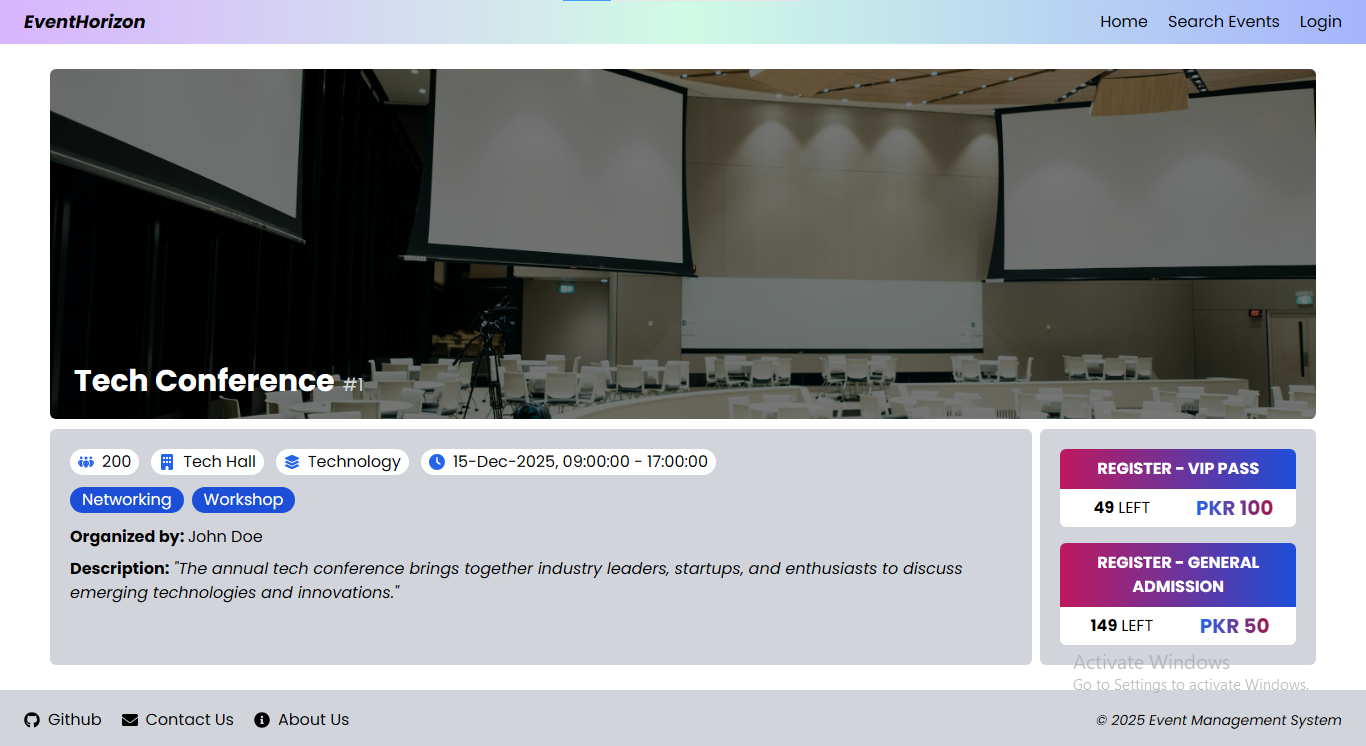 EventHorizon
Home Search Events Login
Tech Conference #1
200 Tech Hall Technology 15-Dec-2025, 09:00:00 - 17:00:00
Networking Workshop
Organized by: John Doe
Description: "The annual tech conference brings together industry leaders, startups, and enthusiasts to discuss
emerging technologies and innovations."
REGISTER - VIP PASS
49 LEFT PKR 100
REGISTER - GENERAL
ADMISSION
149 LEFT PKR 50
Activate Windows
Go to Settings to activate Windows.
Github Contact Us About Us
© 2025 Event Management System